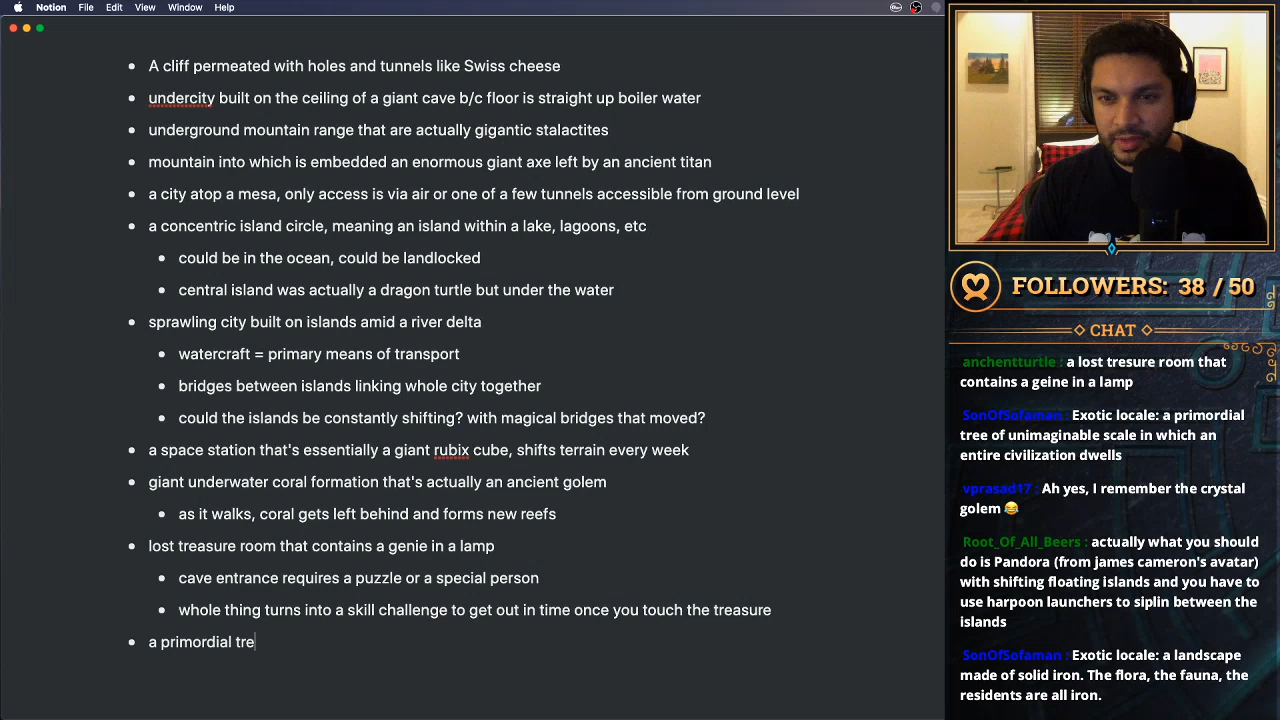 Notion File Edit View Window Help
A cliff permeated with holes and tunnels like Swiss cheese
undercity built on the ceiling of a giant cave b/c floor is straight up boiler water
underground mountain range that are actually gigantic stalactites
mountain into which is embedded an enormous giant axe left by an ancient titan
a city atop a mesa, only access is via air or one of a few tunnels accessible from ground level
a concentric island circle, meaning an island within a lake, lagoons, etc
could be in the ocean, could be landlocked
central island was actually a dragon turtle but under the water
sprawling city built on islands amid a river delta
watercraft = primary means of transport
bridges between islands linking whole city together
could the islands be constantly shifting? with magical bridges that moved?
a space station that's essentially a giant rubix cube, shifts terrain every week
giant underwater coral formation that's actually an ancient golem
as it walks, coral gets left behind and forms new reefs
lost treasure room that contains a genie in a lamp
cave entrance requires a puzzle or a special person
whole thing turns into a skill challenge to get out in time once you touch the treasure
a primordial tre
FOLLOWERS: 38 / 50
CHAT
anchentturtle : a lost tresure room that
contains a geine in a lamp
SonOfSofaman : Exotic locale: a primordial
tree of unimaginable scale in which an
entire civilization dwells
vprasad17 : Ah yes, I remember the crystal
golem 😂
Root_Of_All_Beers : actually what you should
do is Pandora (from james cameron's avatar)
with shifting floating islands and you have to
use harpoon launchers to siplin between the
islands
SonOfSofaman : Exotic locale: a landscape
made of solid iron. The flora, the fauna, the
residents are all iron.